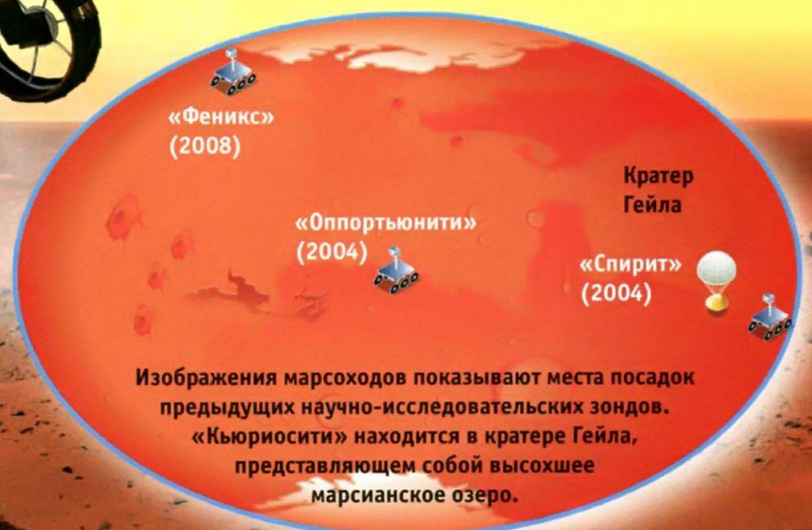 «Феникс»
(2008)
Кратер
Гейла
«Оппортьюнити»
(2004)
«Спирит»
(2004)
Изображения марсоходов показывают места посадок
предыдущих научно-исследовательских зондов.
«Кьюриосити» находится в кратере Гейла,
представляющем собой высохшее
марсианское озеро.